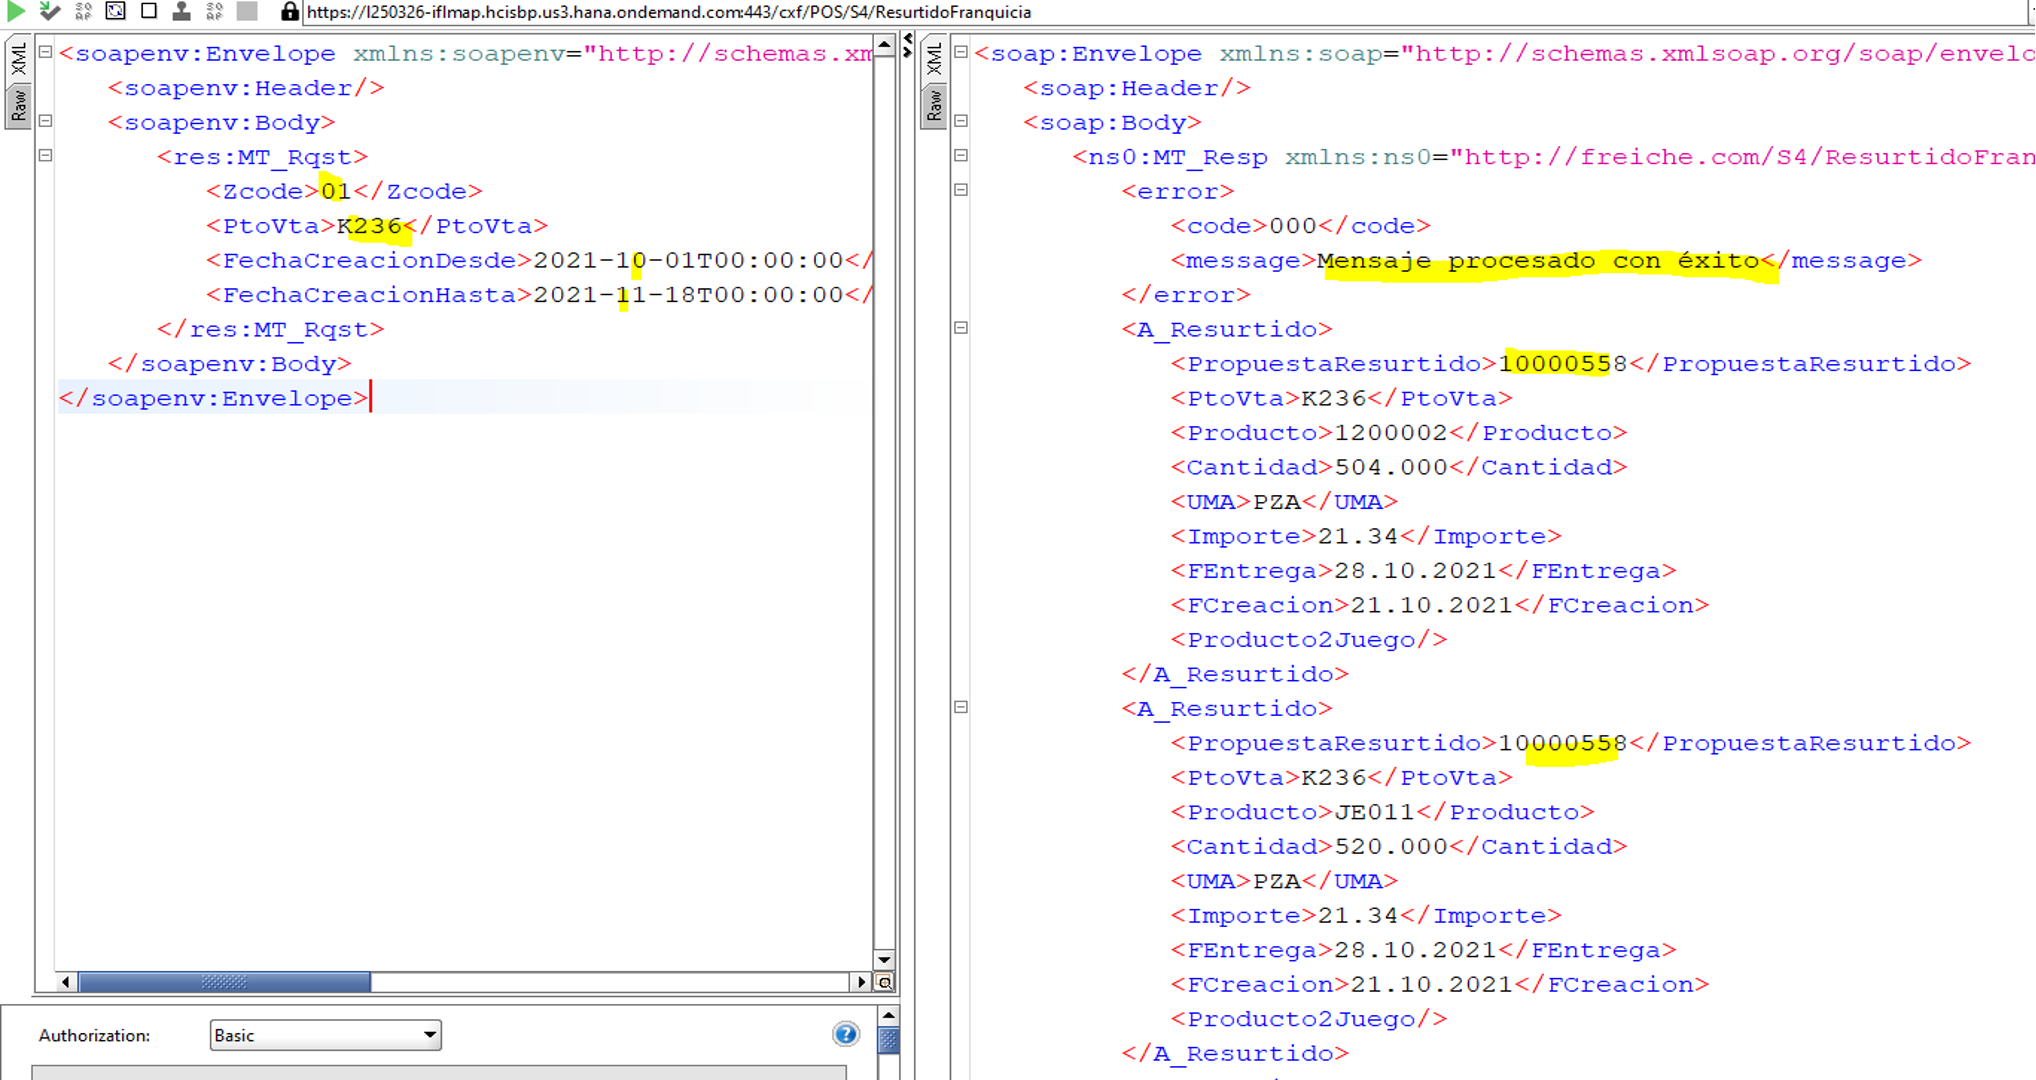 https://l250326-iflmap.hcisbp.us3.hana.ondemand.com:443/cxf/POS/S4/ResurtidoFranquicia
XML
Raw
<soapenv:Envelope xmlns:soapenv="http://schemas.xm
<soapenv:Header/>
<soapenv:Body>
<res:MT_Rqst>
<Zcode>01</Zcode>
<PtoVta>K236</PtoVta>
<FechaCreacionDesde>2021-10-01T00:00:00</
<FechaCreacionHasta>2021-11-18T00:00:00</
</res:MT_Rqst>
</soapenv:Body>
</soapenv:Envelope>
Authorization: Basic
XML
Raw
<soap:Envelope xmlns:soap="http://schemas.xmlsoap.org/soap/envelo
<soap:Header/>
<soap:Body>
<ns0:MT_Resp xmlns:ns0="http://freiche.com/S4/ResurtidoFran
<error>
<code>000</code>
<message>Mensaje procesado con éxito</message>
</error>
<A_Resurtido>
<PropuestaResurtido>10000558</PropuestaResurtido>
<PtoVta>K236</PtoVta>
<Producto>1200002</Producto>
<Cantidad>504.000</Cantidad>
<UMA>PZA</UMA>
<Importe>21.34</Importe>
<FEntrega>28.10.2021</FEntrega>
<FCreacion>21.10.2021</FCreacion>
<Producto2Juego/>
</A_Resurtido>
<A_Resurtido>
<PropuestaResurtido>10000558</PropuestaResurtido>
<PtoVta>K236</PtoVta>
<Producto>JE011</Producto>
<Cantidad>520.000</Cantidad>
<UMA>PZA</UMA>
<Importe>21.34</Importe>
<FEntrega>28.10.2021</FEntrega>
<FCreacion>21.10.2021</FCreacion>
<Producto2Juego/>
</A_Resurtido>